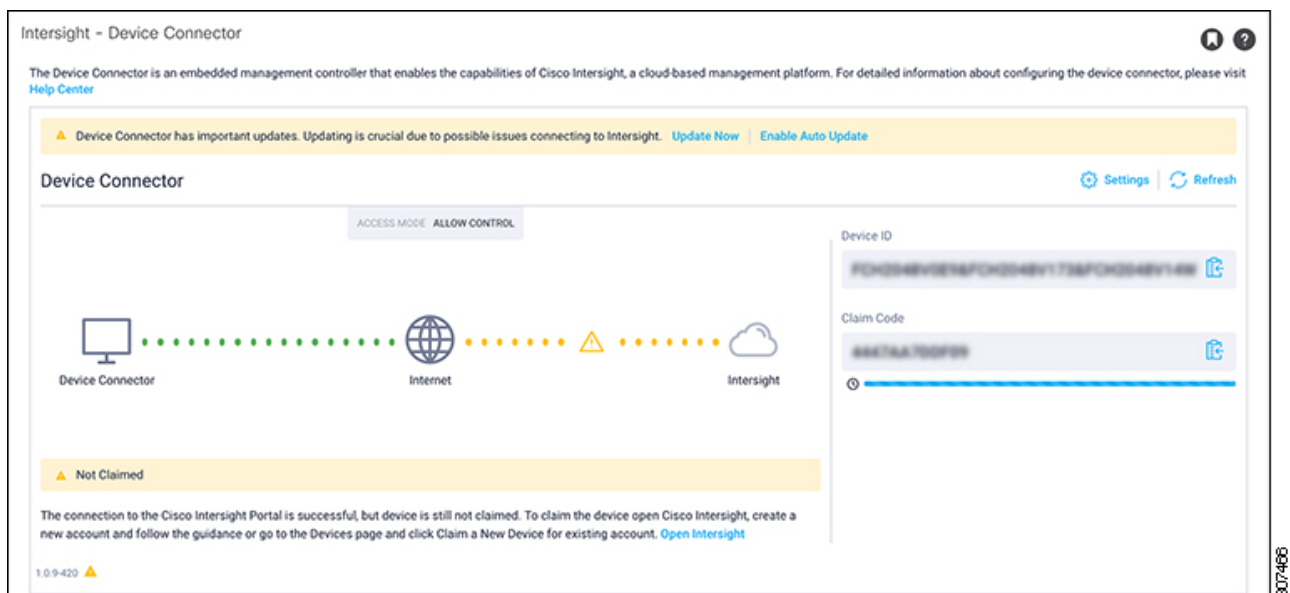 Intersight - Device Connector
The Device Connector is an embedded management controller that enables the capabilities of Cisco Intersight, a cloud-based management platform. For detailed information about configuring the device connector, please visit
Help Center
Device Connector has important updates. Updating is crucial due to possible issues connecting to Intersight. Update Now | Enable Auto Update
Device Connector
Settings | Refresh
ACCESS MODE ALLOW CONTROL
Device ID
Claim Code
Device Connector
Internet
Intersight
Not Claimed
The connection to the Cisco Intersight Portal is successful, but device is still not claimed. To claim the device open Cisco Intersight, create a
new account and follow the guidance or go to the Devices page and click Claim a New Device for existing account. Open Intersight
1.0.9-420
307466